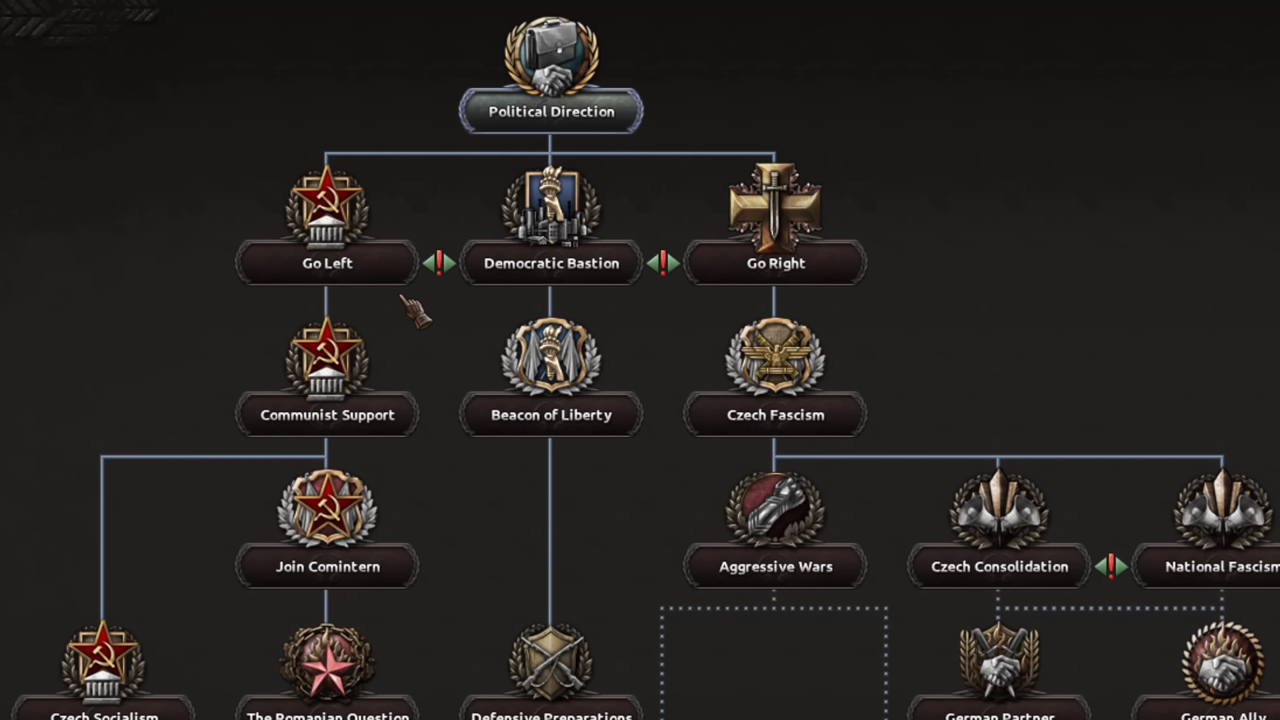 Political Direction
Go Left
Democratic Bastion
Go Right
Communist Support
Beacon of Liberty
Czech Fascism
Join Comintern
Aggressive Wars
Czech Consolidation
National Fascism
Czech Socialism
The Romanian Question
Defensive Preparations
German Partner
German Ally